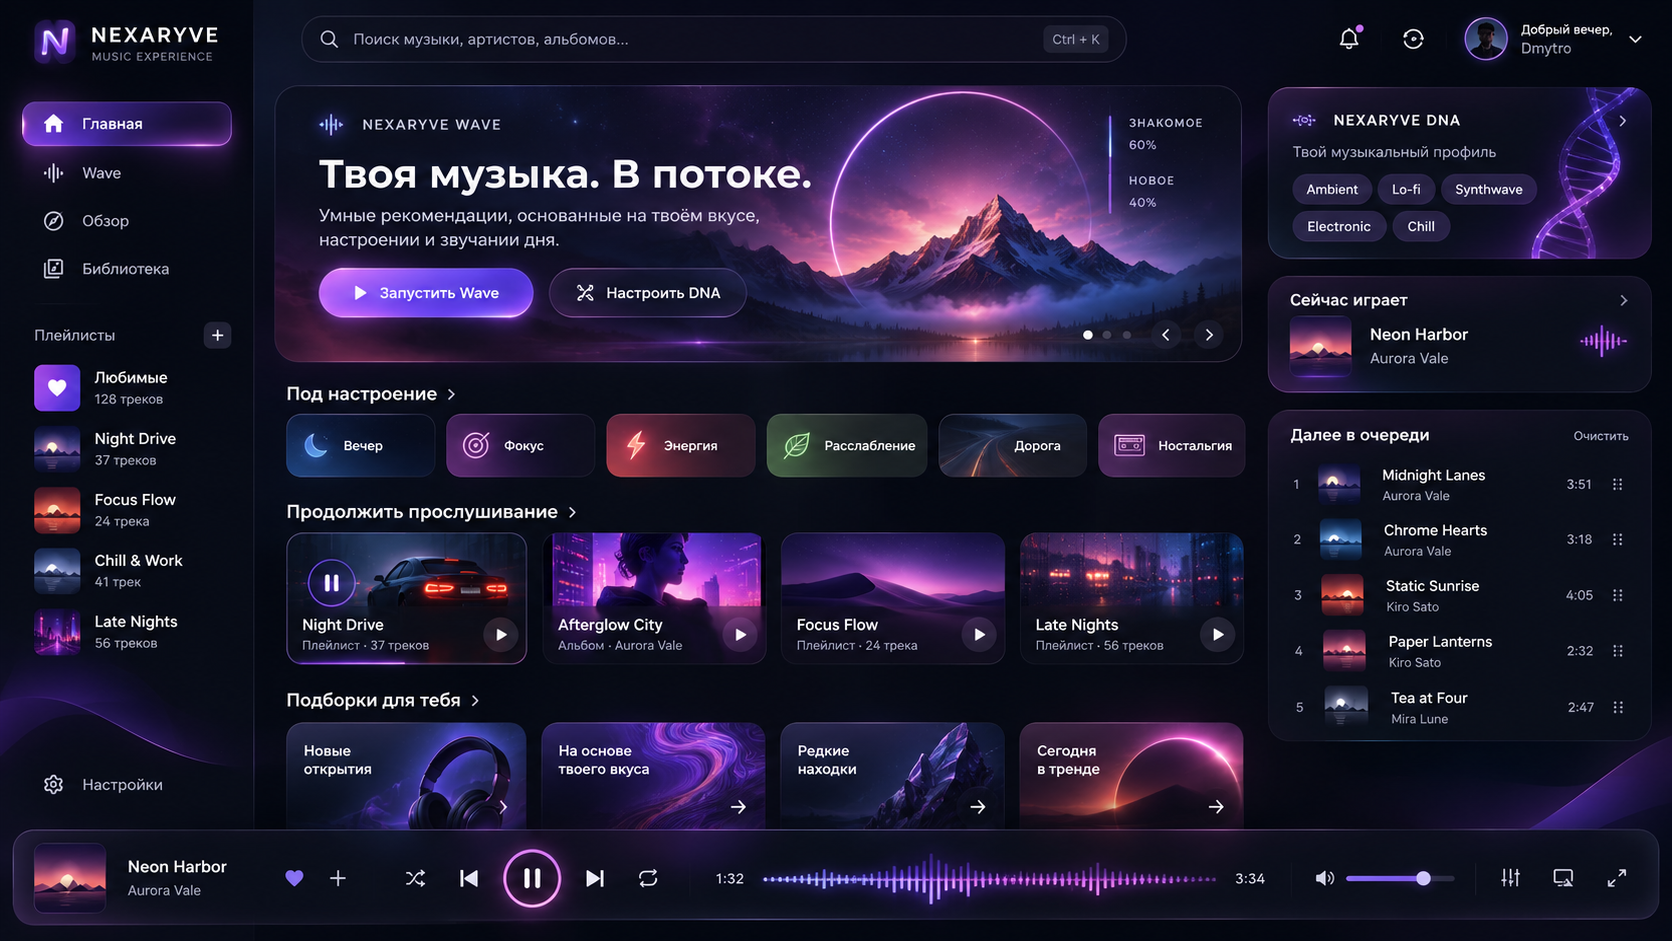 NEXARYVE
MUSIC EXPERIENCE
Поиск музыки, артистов, альбомов...
Ctrl + K
Добрый вечер,
Dmytro
Главная
Wave
Обзор
Библиотека
Плейлисты
Любимые
128 треков
Night Drive
37 треков
Focus Flow
24 трека
Chill & Work
41 трек
Late Nights
56 треков
Настройки
NEXARYVE WAVE
Твоя музыка. В потоке.
Умные рекомендации, основанные на твоём вкусе,
настроении и звучании дня.
Запустить Wave
Настроить DNA
ЗНАКОМОЕ
60%
НОВОЕ
40%
Под настроение
Вечер
Фокус
Энергия
Расслабление
Дорога
Ностальгия
Продолжить прослушивание
Night Drive
Плейлист · 37 треков
Afterglow City
Альбом · Aurora Vale
Focus Flow
Плейлист · 24 трека
Late Nights
Плейлист · 56 треков
Подборки для тебя
Новые
открытия
На основе
твоего вкуса
Редкие
находки
Сегодня
в тренде
NEXARYVE DNA
Твой музыкальный профиль
Ambient
Lo-fi
Synthwave
Electronic
Chill
Сейчас играет
Neon Harbor
Aurora Vale
Далее в очереди
Очистить
1
Midnight Lanes
Aurora Vale
3:51
2
Chrome Hearts
Aurora Vale
3:18
3
Static Sunrise
Kiro Sato
4:05
4
Paper Lanterns
Kiro Sato
2:32
5
Tea at Four
Mira Lune
2:47
Neon Harbor
Aurora Vale
1:32
3:34